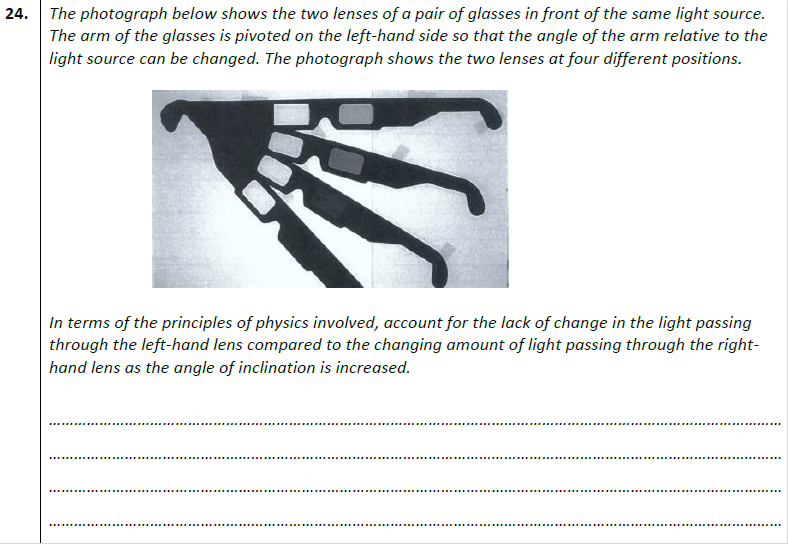 24. The photograph below shows the two lenses of a pair of glasses in front of the same light source.
The arm of the glasses is pivoted on the left-hand side so that the angle of the arm relative to the
light source can be changed. The photograph shows the two lenses at four different positions.
In terms of the principles of physics involved, account for the lack of change in the light passing
through the left-hand lens compared to the changing amount of light passing through the right-
hand lens as the angle of inclination is increased.